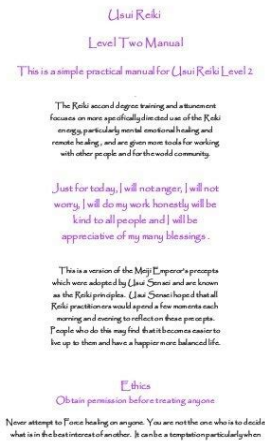 Usui Reiki
Level Two Manual
This is a simple practical manual for Usui Reiki Level 2
The Reiki second degree training and attunement
focuses on more specifically directed use of the Reiki
energy, particularly mental emotional healing and
remote healing , and are given more tools for working
with other people and for the world community.
Just for today, I will not anger, I will not
worry, I will do my work honestly will be
kind to all people and I will be
appreciative of my many blessings .
This is a version of the Meiji Emperor's precepts
which were adopted by Usui Sensei and are known
as the Reiki principles. Usui Sensei hoped that all
Reiki practitioners would spend a few moments each
morning and evening to reflect on these precepts.
People who do this may find that it becomes easier to
live up to them and have a happier more balanced life.
Ethics
Obtain permission before treating anyone
Never attempt to Force healing on anyone. You are not the one who is to decide
what is in the best interest of another. It can be a temptation particularly when